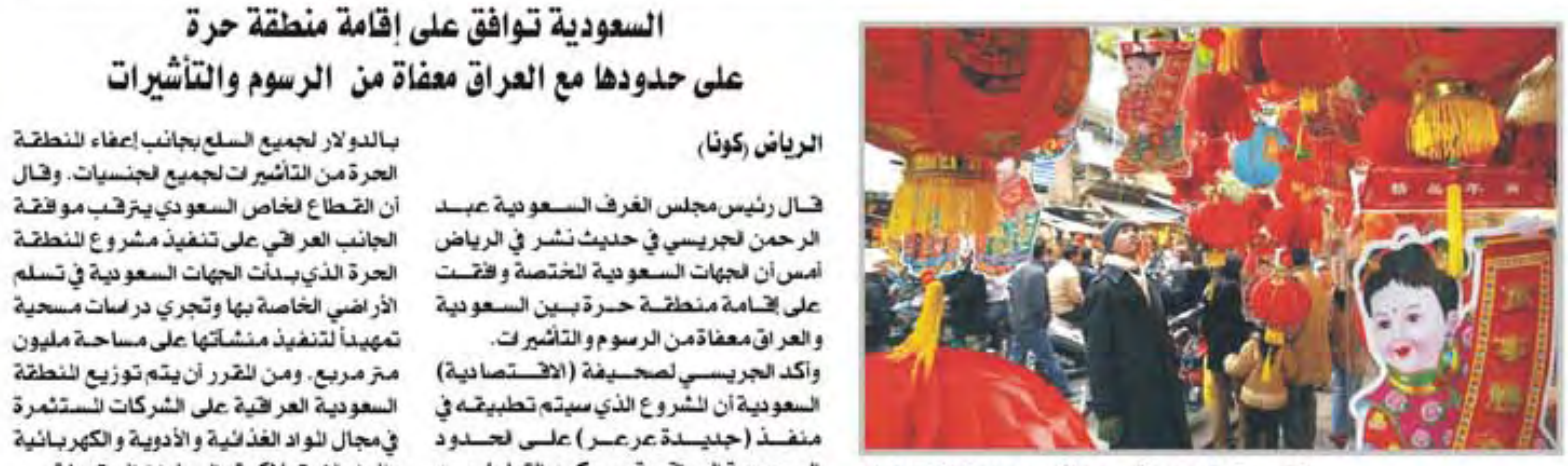 السعودية توافق على إقامة منطقة حرة
على حدودها مع العراق معفاة من الرسوم والتأشيرات
الرياض (كونا)
قال رئيس مجلس الغرف السعودية عبد
الرحمن الجريسي في حديث نشر في الرياض
أمس أن الجهات السعودية المختصة وافقت
على إقامة منطقة حرة بين السعودية
والعراق معفاة من الرسوم والتأشيرات.
وأكد الجريسي لصحيفة (الاقتصادية)
السعودية أن المشروع الذي سيتم تطبيقه في
منفذ (جديدة عرعر) على الحدود
بالدولار لجميع السلع بجانب إعفاء المنطقة
الحرة من التأشيرات لجميع الجنسيات. وقال
أن القطاع الخاص السعودي يترقب موافقة
الجانب العراقي على تنفيذ مشروع المنطقة
الحرة الذي بدأت الجهات السعودية في تسلم
الأراضي الخاصة بها وتجري دراسات مسحية
تمهيداً لتنفيذ منشآتها على مساحة مليون
متر مربع. ومن المقرر أن يتم توزيع المنطقة
السعودية العراقية على الشركات المستثمرة
في مجال المواد الغذائية والأدوية والكهربائية